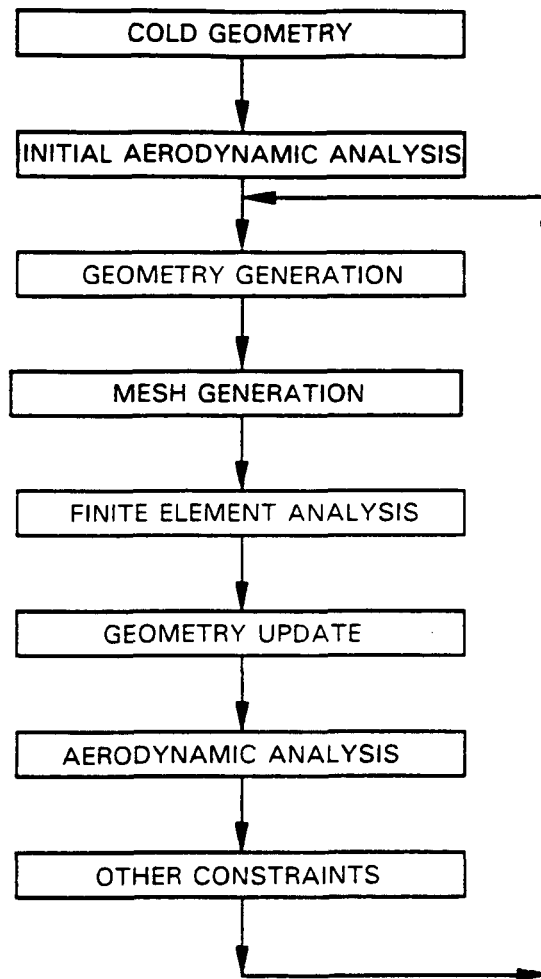 COLD GEOMETRY
INITIAL AERODYNAMIC ANALYSIS
GEOMETRY GENERATION
MESH GENERATION
FINITE ELEMENT ANALYSIS
GEOMETRY UPDATE
AERODYNAMIC ANALYSIS
OTHER CONSTRAINTS